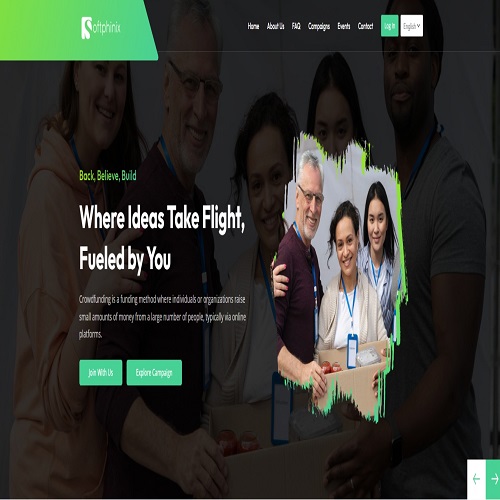 Softphinix
Home About Us FAQ Campaigns Events Contact Log In English
Back, Believe, Build
Where Ideas Take Flight,
Fueled by You
Crowdfunding is a funding method where individuals or organizations raise
small amounts of money from a large number of people, typically via online
platforms.
Join With Us Explore Campaign